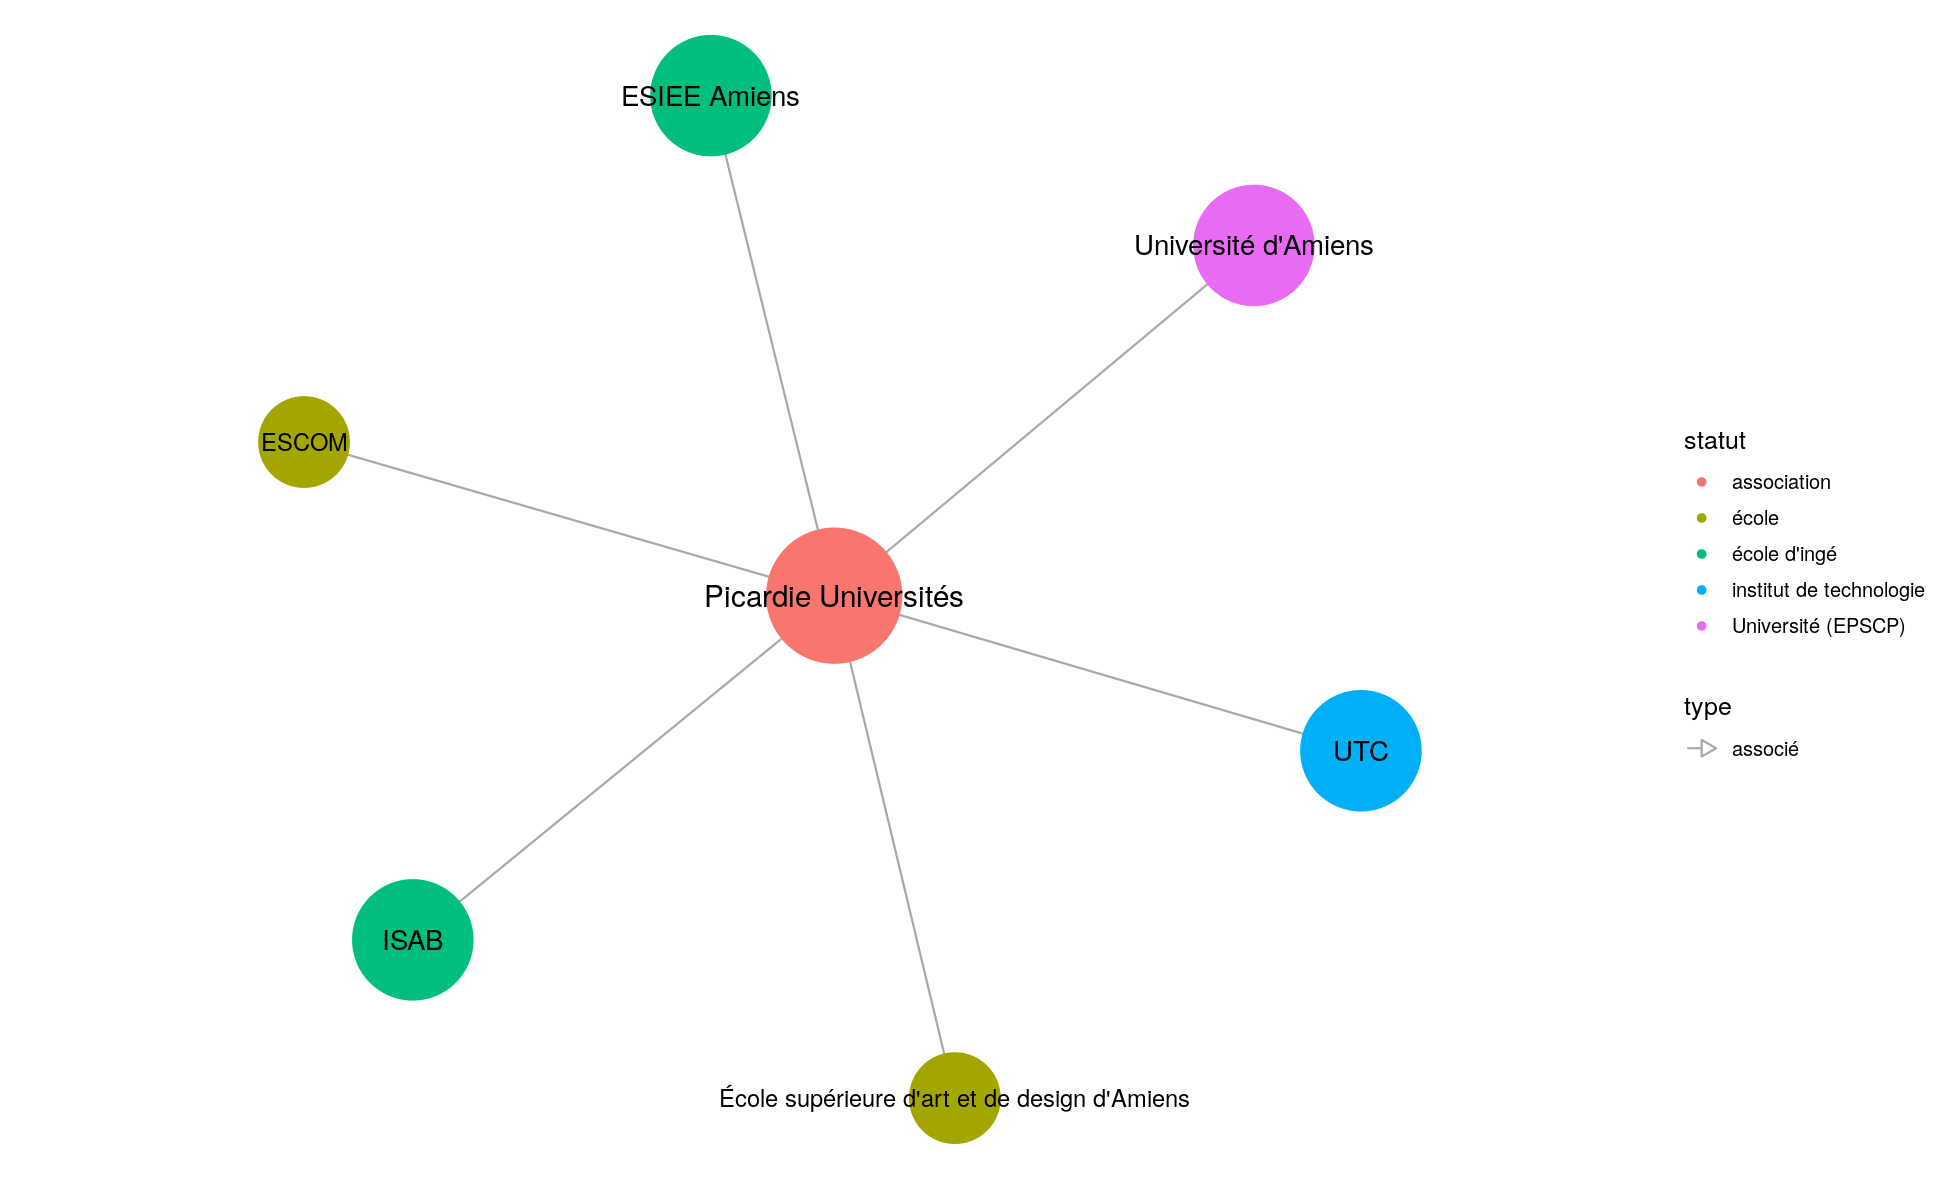 ESIEE Amiens
Université d'Amiens
ESCOM
Picardie Universités
UTC
ISAB
École supérieure d'art et de design d'Amiens
statut
association
école
école d'ingé
institut de technologie
Université (EPSCP)
type
associé